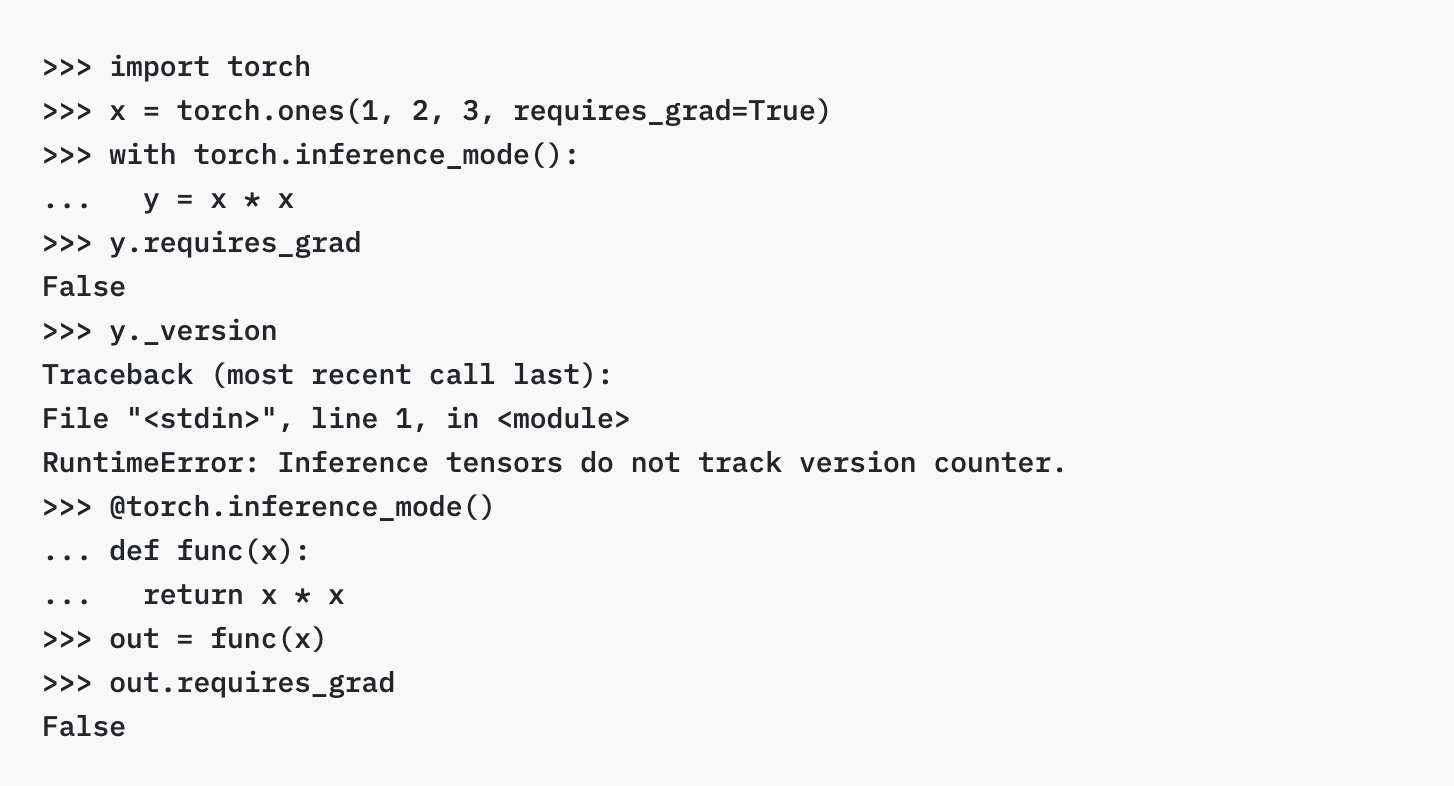 >>> import torch
>>> x = torch.ones(1, 2, 3, requires_grad=True)
>>> with torch.inference_mode():
...   y = x * x
>>> y.requires_grad
False
>>> y._version
Traceback (most recent call last):
File "<stdin>", line 1, in <module>
RuntimeError: Inference tensors do not track version counter.
>>> @torch.inference_mode()
... def func(x):
...   return x * x
>>> out = func(x)
>>> out.requires_grad
False